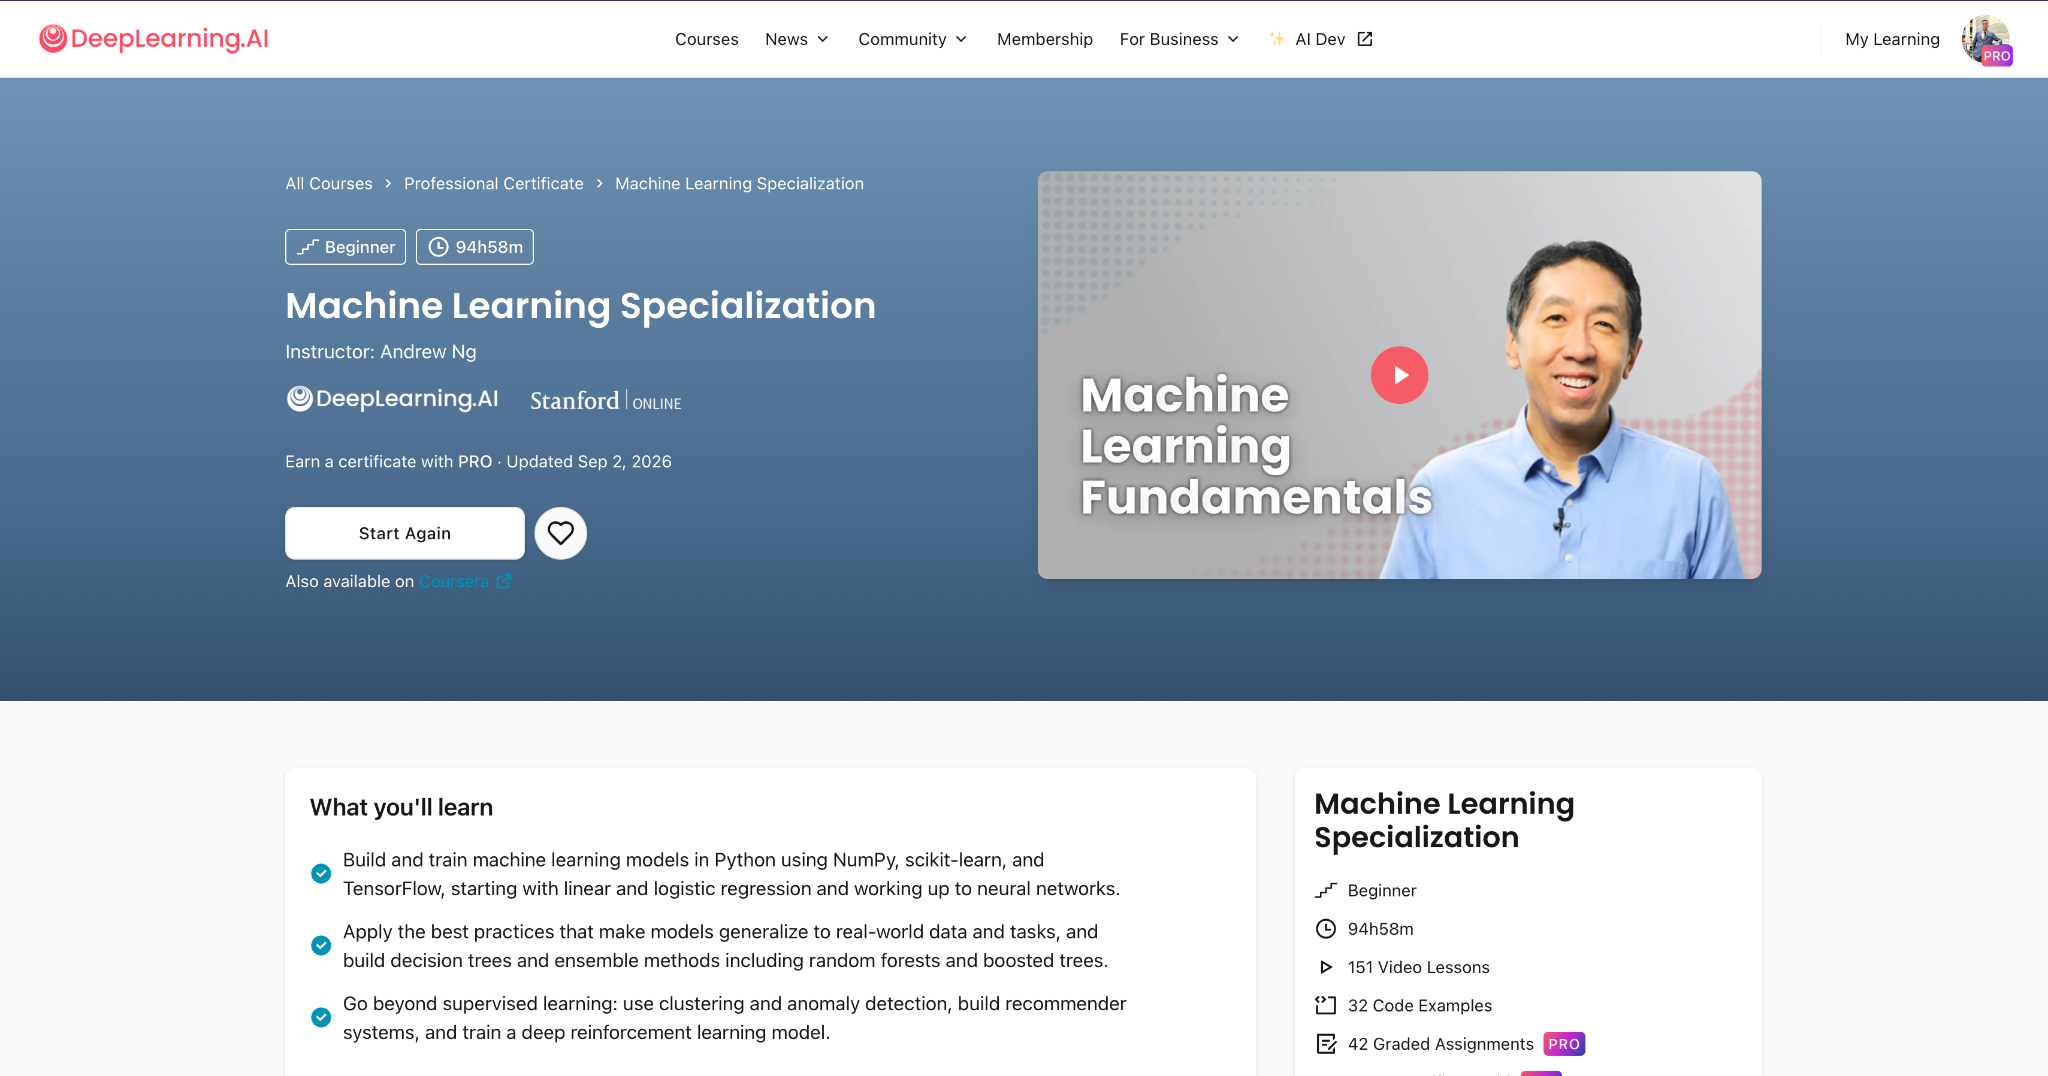 DeepLearning.AI
Courses
News
Community
Membership
For Business
AI Dev
My Learning
PRO
All Courses > Professional Certificate > Machine Learning Specialization
Beginner
94h58m
Machine Learning Specialization
Instructor: Andrew Ng
DeepLearning.AI
Stanford | ONLINE
Earn a certificate with PRO · Updated Sep 2, 2026
Start Again
Also available on Coursera
Machine
Learning
Fundamentals
What you'll learn
Build and train machine learning models in Python using NumPy, scikit-learn, and
TensorFlow, starting with linear and logistic regression and working up to neural networks.
Apply the best practices that make models generalize to real-world data and tasks, and
build decision trees and ensemble methods including random forests and boosted trees.
Go beyond supervised learning: use clustering and anomaly detection, build recommender
systems, and train a deep reinforcement learning model.
Machine Learning
Specialization
Beginner
94h58m
151 Video Lessons
32 Code Examples
42 Graded Assignments PRO